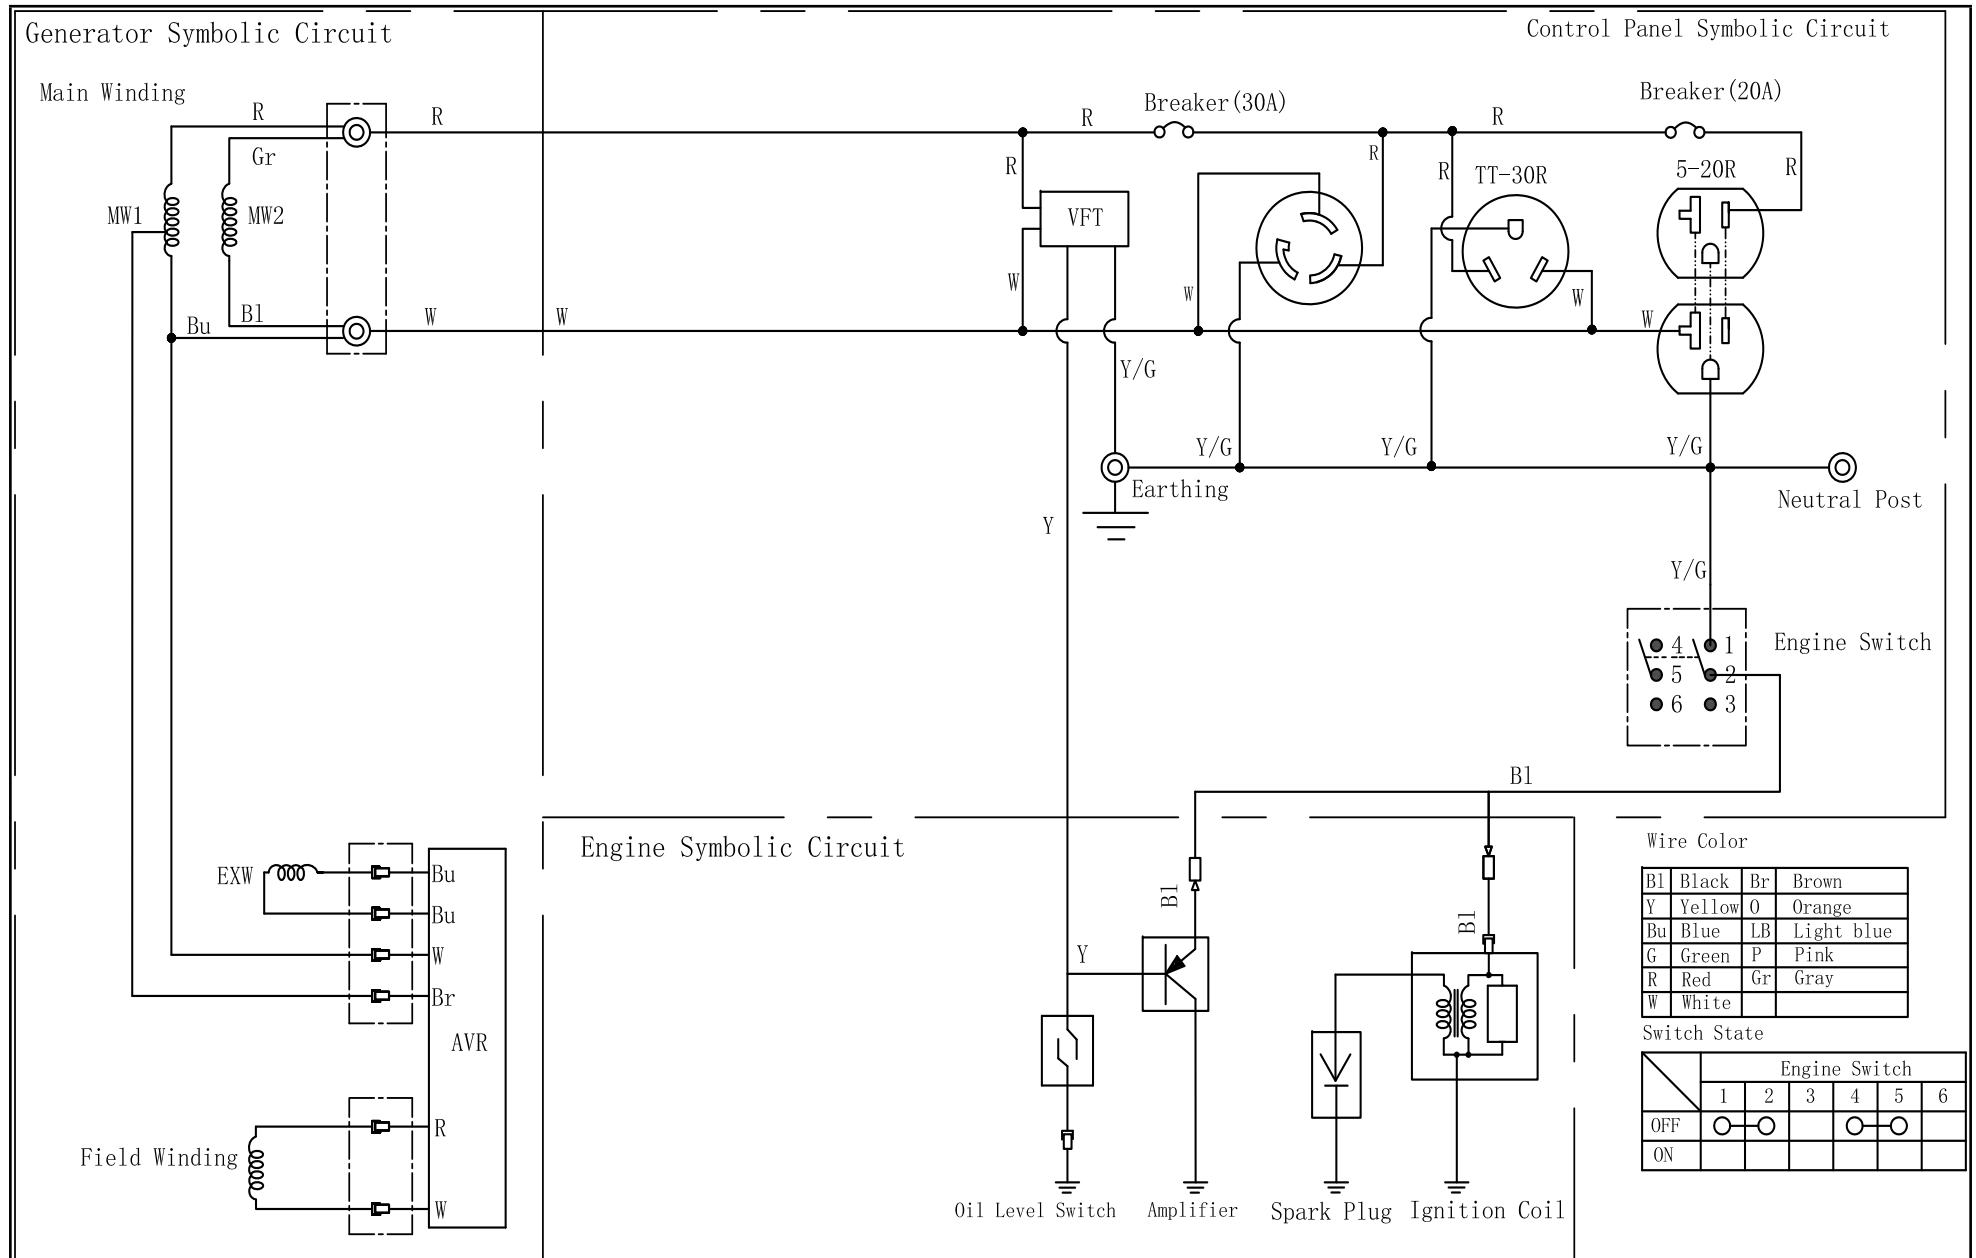 Generator Symbolic Circuit
Control Panel Symbolic Circuit
Main Winding
Breaker(30A)
Breaker(20A)
R
R
R
R
Gr
R
R
R
R
MW1
MW2
VFT
TT-30R
5-20R
W
W
W
Bu
Bl
W
W
W
Y/G
Y/G
Y/G
Y/G
Earthing
Neutral Post
Y
Y/G
Engine Switch
4
1
5
2
6
3
Bl
Engine Symbolic Circuit
EXW
Bu
Bu
W
Br
AVR
R
W
Field Winding
Bl
Bl
Y
Oil Level Switch
Amplifier
Spark Plug
Ignition Coil
Wire Color
Bl Black Br Brown
Y Yellow O Orange
Bu Blue LB Light blue
G Green P Pink
R Red Gr Gray
W White
Switch State
Engine Switch
1 2 3 4 5 6
OFF
ON